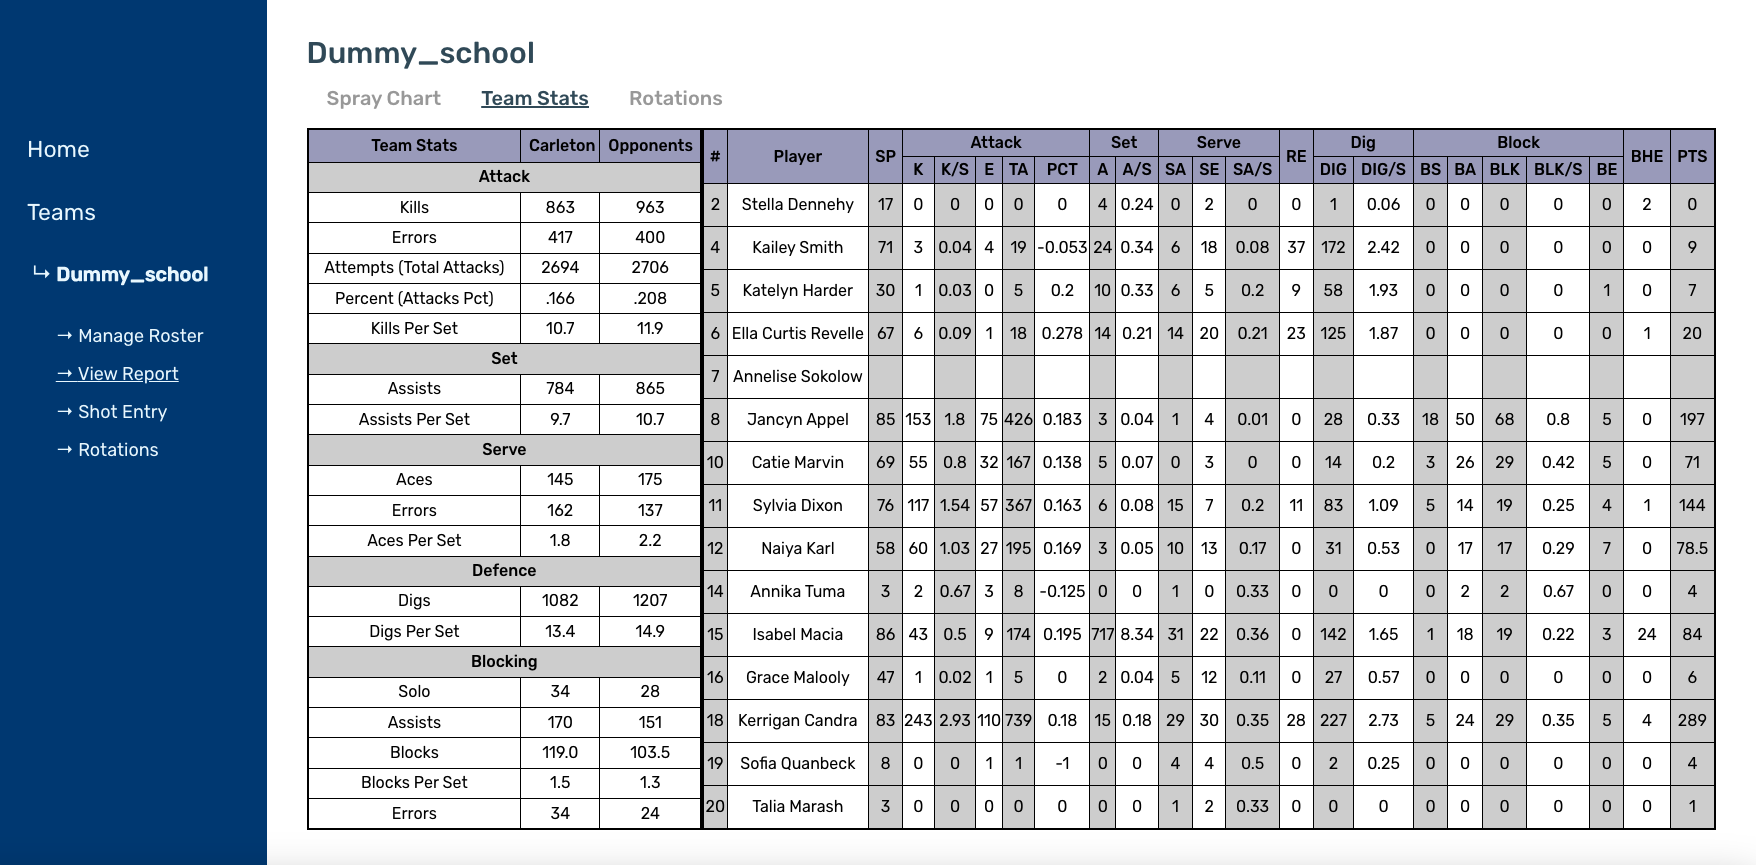 Home
Teams
↳ Dummy_school
→ Manage Roster
→ View Report
→ Shot Entry
→ Rotations
Dummy_school
Spray Chart Team Stats Rotations
Team Stats Carleton Opponents
Attack
Kills 863 963
Errors 417 400
Attempts (Total Attacks) 2694 2706
Percent (Attacks Pct) .166 .208
Kills Per Set 10.7 11.9
Set
Assists 784 865
Assists Per Set 9.7 10.7
Serve
Aces 145 175
Errors 162 137
Aces Per Set 1.8 2.2
Defence
Digs 1082 1207
Digs Per Set 13.4 14.9
Blocking
Solo 34 28
Assists 170 151
Blocks 119.0 103.5
Blocks Per Set 1.5 1.3
Errors 34 24
# Player SP Attack Set Serve RE Dig Block BHE PTS
K K/S E TA PCT A A/S SA SE SA/S DIG DIG/S BS BA BLK BLK/S BE
2 Stella Dennehy 17 0 0 0 0 0 4 0.24 0 2 0 0 1 0.06 0 0 0 0 0 2 0
4 Kailey Smith 71 3 0.04 4 19 -0.053 24 0.34 6 18 0.08 37 172 2.42 0 0 0 0 0 0 9
5 Katelyn Harder 30 1 0.03 0 5 0.2 10 0.33 6 5 0.2 9 58 1.93 0 0 0 0 1 0 7
6 Ella Curtis Revelle 67 6 0.09 1 18 0.278 14 0.21 14 20 0.21 23 125 1.87 0 0 0 0 0 1 20
7 Annelise Sokolow
8 Jancyn Appel 85 153 1.8 75 426 0.183 3 0.04 1 4 0.01 0 28 0.33 18 50 68 0.8 5 0 197
10 Catie Marvin 69 55 0.8 32 167 0.138 5 0.07 0 3 0 0 14 0.2 3 26 29 0.42 5 0 71
11 Sylvia Dixon 76 117 1.54 57 367 0.163 6 0.08 15 7 0.2 11 83 1.09 5 14 19 0.25 4 1 144
12 Naiya Karl 58 60 1.03 27 195 0.169 3 0.05 10 13 0.17 0 31 0.53 0 17 17 0.29 7 0 78.5
14 Annika Tuma 3 2 0.67 3 8 -0.125 0 0 1 0 0.33 0 0 0 0 2 2 0.67 0 0 4
15 Isabel Macia 86 43 0.5 9 174 0.195 717 8.34 31 22 0.36 0 142 1.65 1 18 19 0.22 3 24 84
16 Grace Malooly 47 1 0.02 1 5 0 2 0.04 5 12 0.11 0 27 0.57 0 0 0 0 0 0 6
18 Kerrigan Candra 83 243 2.93 110 739 0.18 15 0.18 29 30 0.35 28 227 2.73 5 24 29 0.35 5 4 289
19 Sofia Quanbeck 8 0 0 1 1 -1 0 0 4 4 0.5 0 2 0.25 0 0 0 0 0 0 4
20 Talia Marash 3 0 0 0 0 0 0 0 1 2 0.33 0 0 0 0 0 0 0 0 0 1